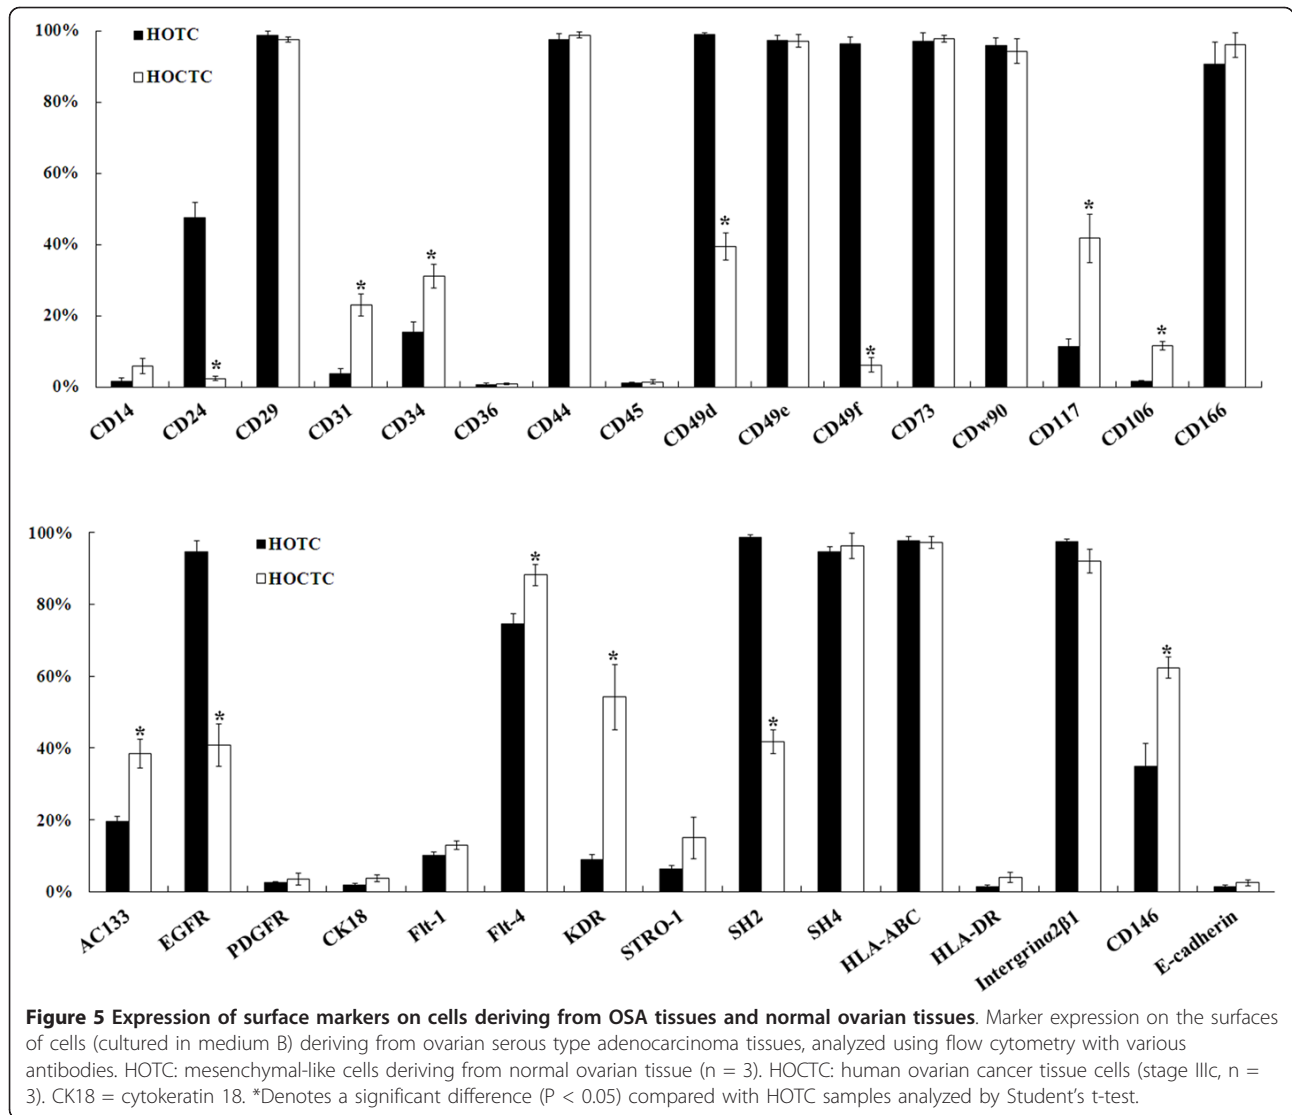 100%
80%
60%
40%
20%
0%
HOTC
HOCTC
*
*
*
*
*
*
*
CD14 CD24 CD29 CD31 CD34 CD36 CD44 CD45 CD49d CD49e CD49f CD73 CDw90 CD117 CD106 CD166
100%
80%
60%
40%
20%
0%
HOTC
HOCTC
*
*
*
*
*
*
AC133 EGFR PDGFR CK18 Flt-1 Flt-4 KDR STRO-1 SH2 SH4 HLA-ABC HLA-DR Intergrinα2β1 CD146 E-cadherin
Figure 5 Expression of surface markers on cells deriving from OSA tissues and normal ovarian tissues. Marker expression on the surfaces
of cells (cultured in medium B) deriving from ovarian serous type adenocarcinoma tissues, analyzed using flow cytometry with various
antibodies. HOTC: mesenchymal-like cells deriving from normal ovarian tissue (n = 3). HOCTC: human ovarian cancer tissue cells (stage IIIc, n =
3). CK18 = cytokeratin 18. *Denotes a significant difference (P < 0.05) compared with HOTC samples analyzed by Student's t-test.